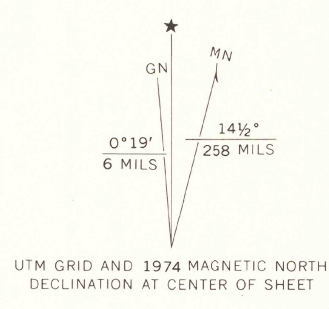 ★
MN
GN
0°19'
6 MILS
14½°
258 MILS
UTM GRID AND 1974 MAGNETIC NORTH
DECLINATION AT CENTER OF SHEET